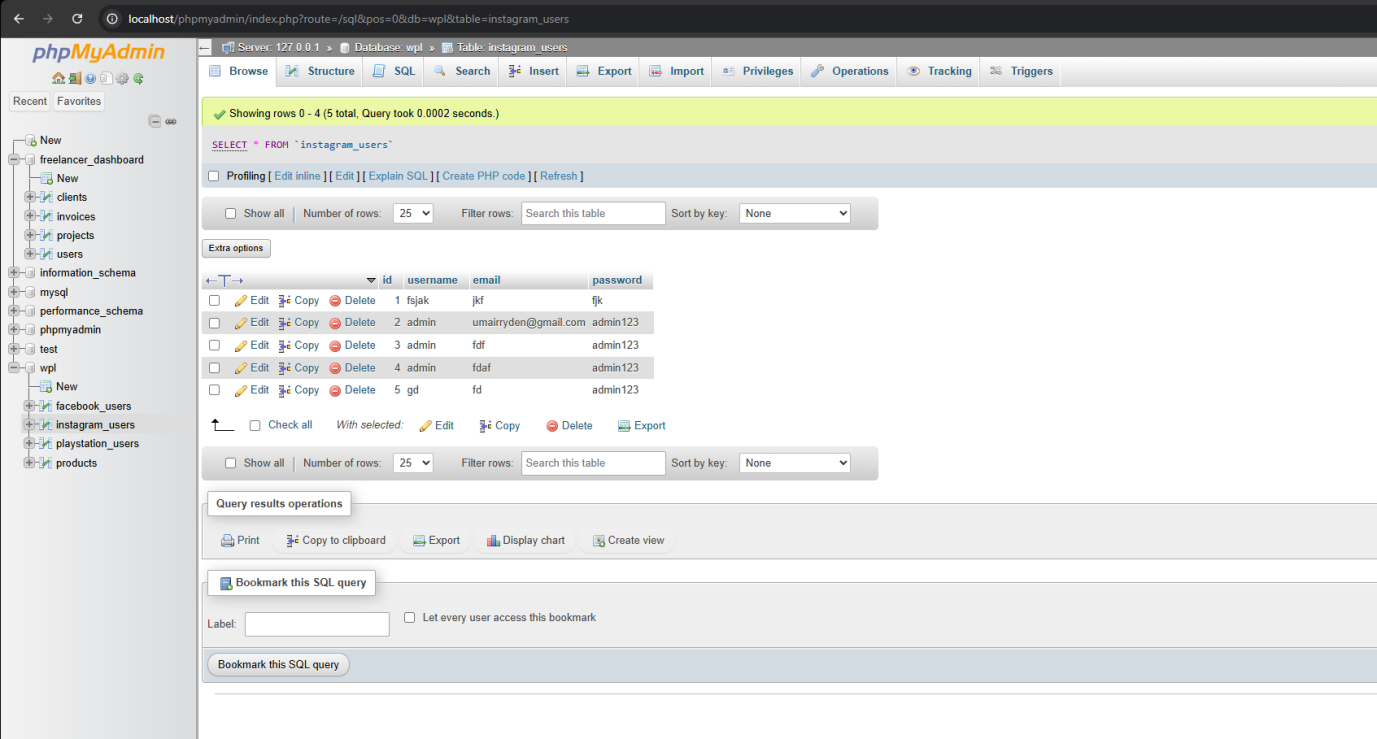 localhost/phpmyadmin/index.php?route=/sql&pos=0&db=wpl&table=instagram_users
phpMyAdmin
Recent Favorites
New
freelancer_dashboard
New
clients
invoices
projects
users
information_schema
mysql
performance_schema
phpmyadmin
test
wpl
New
facebook_users
instagram_users
playstation_users
products
Server: 127.0.0.1 » Database: wpl » Table: instagram_users
Browse Structure SQL Search Insert Export Import Privileges Operations Tracking Triggers
Showing rows 0 - 4 (5 total, Query took 0.0002 seconds.)
SELECT * FROM `instagram_users`
Profiling [ Edit inline ] [ Edit ] [ Explain SQL ] [ Create PHP code ] [ Refresh ]
Show all Number of rows: 25 Filter rows: Search this table Sort by key: None
Extra options
id username email password
Edit Copy Delete 1 fsjak jkf fjk
Edit Copy Delete 2 admin umairryden@gmail.com admin123
Edit Copy Delete 3 admin fdf admin123
Edit Copy Delete 4 admin fdaf admin123
Edit Copy Delete 5 gd fd admin123
Check all With selected: Edit Copy Delete Export
Show all Number of rows: 25 Filter rows: Search this table Sort by key: None
Query results operations
Print Copy to clipboard Export Display chart Create view
Bookmark this SQL query
Label: Let every user access this bookmark
Bookmark this SQL query